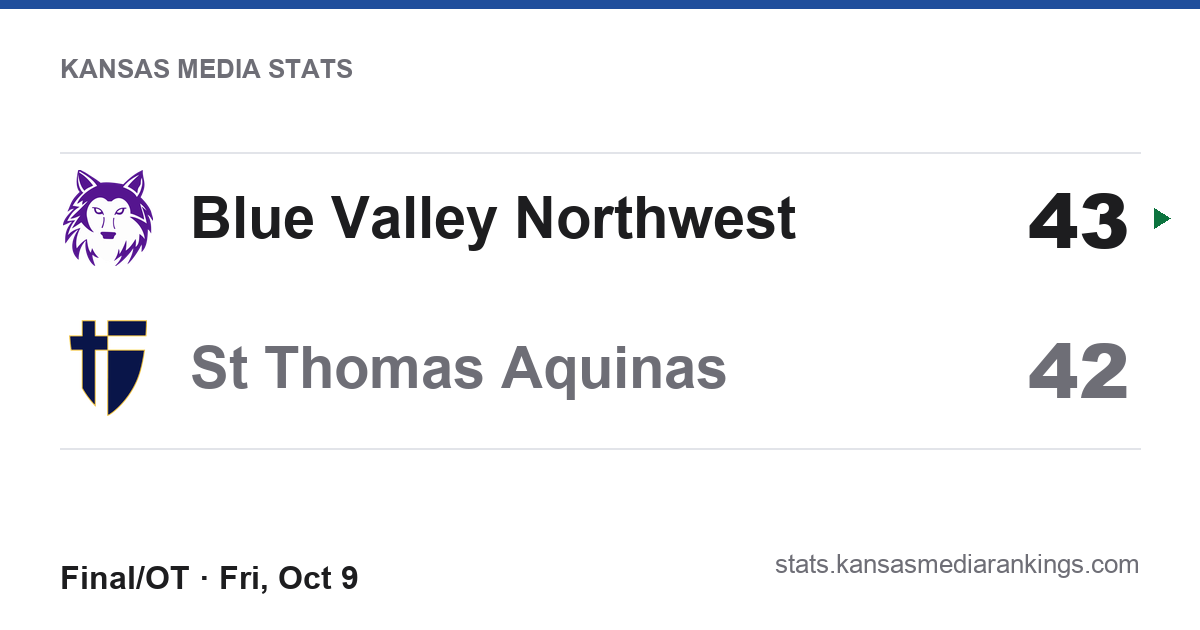 KANSAS MEDIA STATS
Blue Valley Northwest 43
St Thomas Aquinas 42
Final/OT · Fri, Oct 9
stats.kansasmediarankings.com